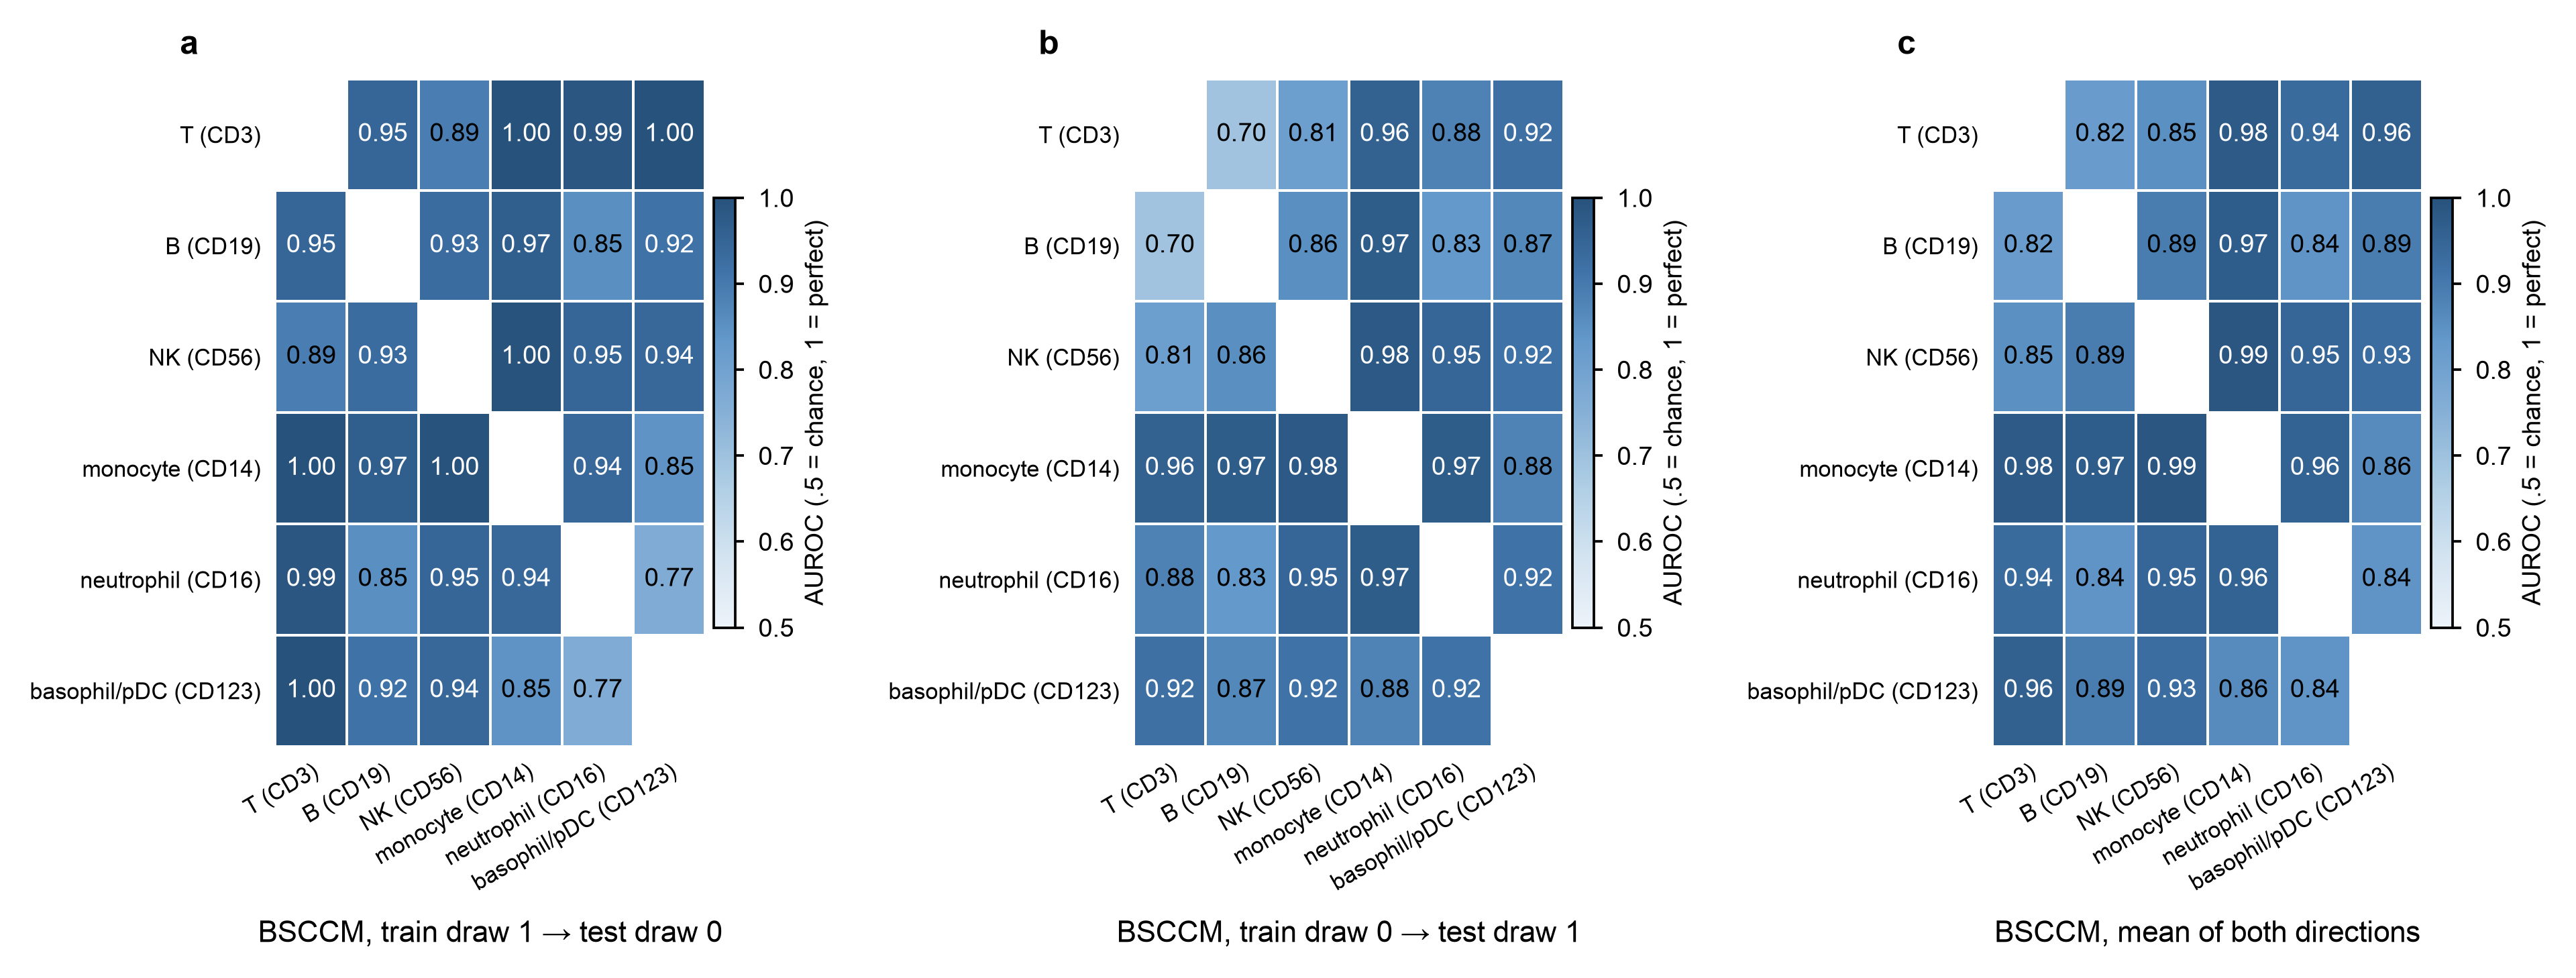 a
T (CD3)
0.95 0.89 1.00 0.99 1.00
B (CD19)
0.95 0.93 0.97 0.85 0.92
NK (CD56)
0.89 0.93 1.00 0.95 0.94
monocyte (CD14)
1.00 0.97 1.00 0.94 0.85
neutrophil (CD16)
0.99 0.85 0.95 0.94 0.77
basophil/pDC (CD123)
1.00 0.92 0.94 0.85 0.77
T (CD3)
B (CD19)
NK (CD56)
monocyte (CD14)
neutrophil (CD16)
basophil/pDC (CD123)
1.0
0.9
0.8
0.7
0.6
0.5
AUROC (.5 = chance, 1 = perfect)
BSCCM, train draw 1 → test draw 0
b
T (CD3)
0.70 0.81 0.96 0.88 0.92
B (CD19)
0.70 0.86 0.97 0.83 0.87
NK (CD56)
0.81 0.86 0.98 0.95 0.92
monocyte (CD14)
0.96 0.97 0.98 0.97 0.88
neutrophil (CD16)
0.88 0.83 0.95 0.97 0.92
basophil/pDC (CD123)
0.92 0.87 0.92 0.88 0.92
T (CD3)
B (CD19)
NK (CD56)
monocyte (CD14)
neutrophil (CD16)
basophil/pDC (CD123)
1.0
0.9
0.8
0.7
0.6
0.5
AUROC (.5 = chance, 1 = perfect)
BSCCM, train draw 0 → test draw 1
c
T (CD3)
0.82 0.85 0.98 0.94 0.96
B (CD19)
0.82 0.89 0.97 0.84 0.89
NK (CD56)
0.85 0.89 0.99 0.95 0.93
monocyte (CD14)
0.98 0.97 0.99 0.96 0.86
neutrophil (CD16)
0.94 0.84 0.95 0.96 0.84
basophil/pDC (CD123)
0.96 0.89 0.93 0.86 0.84
T (CD3)
B (CD19)
NK (CD56)
monocyte (CD14)
neutrophil (CD16)
basophil/pDC (CD123)
1.0
0.9
0.8
0.7
0.6
0.5
AUROC (.5 = chance, 1 = perfect)
BSCCM, mean of both directions